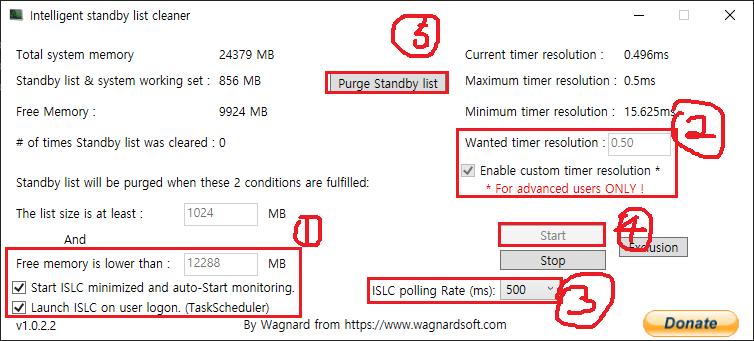 Intelligent standby list cleaner
Total system memory 24379 MB
Current timer resolution : 0.496ms
Standby list & system working set : 856 MB
5
Purge Standby list
Maximum timer resolution : 0.5ms
Free Memory : 9924 MB
Minimum timer resolution : 15.625ms
# of times Standby list was cleared : 0
Wanted timer resolution : 0.50
2
Enable custom timer resolution *
* For advanced users ONLY !
Standby list will be purged when these 2 conditions are fulfilled:
The list size is at least : 1024 MB
And
1
Free memory is lower than : 12288 MB
Start ISLC minimized and auto-Start monitoring.
Launch ISLC on user logon. (TaskScheduler)
Start
4
Stop
Exclusion
ISLC polling Rate (ms): 500
3
v1.0.2.2
By Wagnard from https://www.wagnardsoft.com
Donate